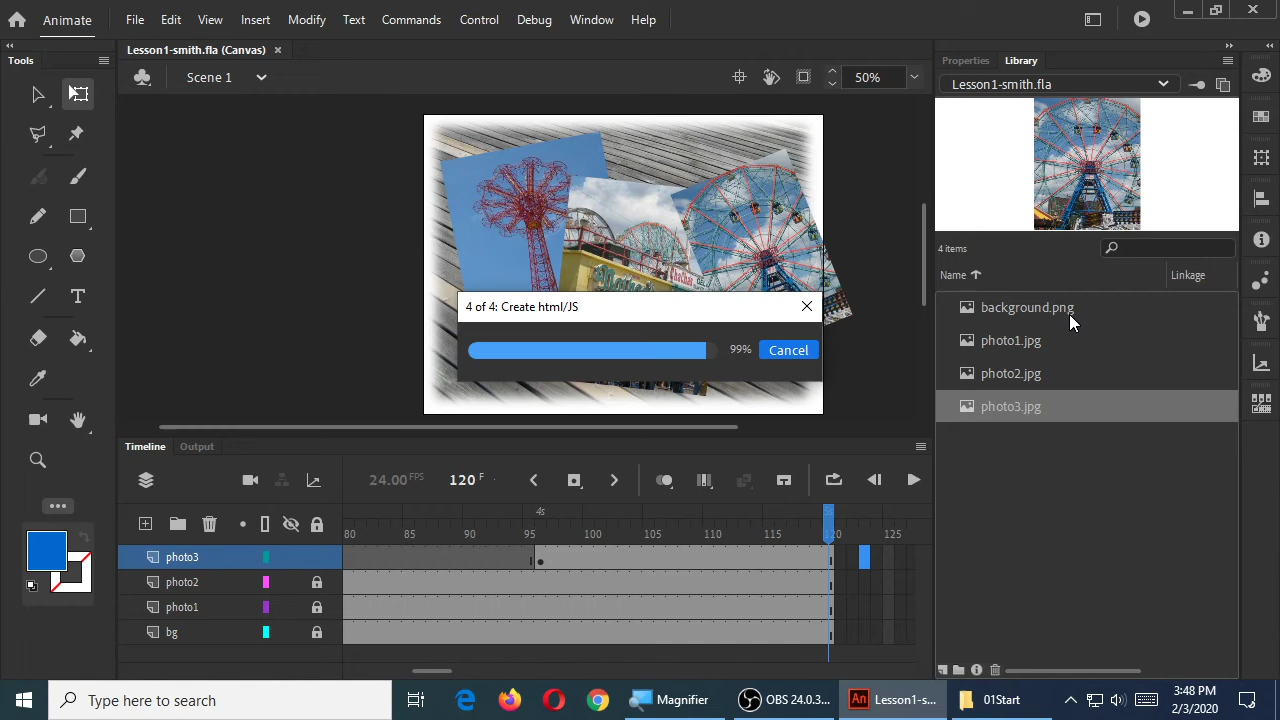 Animate
File Edit View Insert Modify Text Commands Control Debug Window Help
Tools
Lesson1-smith.fla (Canvas)
Scene 1
50%
Properties Library
Lesson1-smith.fla
4 items
Name Linkage
background.png
photo1.jpg
photo2.jpg
photo3.jpg
4 of 4: Create html/JS
99% Cancel
Timeline Output
24.00 FPS 120 F
4s 5s
80 85 90 95 100 105 110 115 120 125
photo3
photo2
photo1
bg
Type here to search
Magnifier
OBS 24.0.3...
An Lesson1-s...
01Start
3:48 PM
2/3/2020